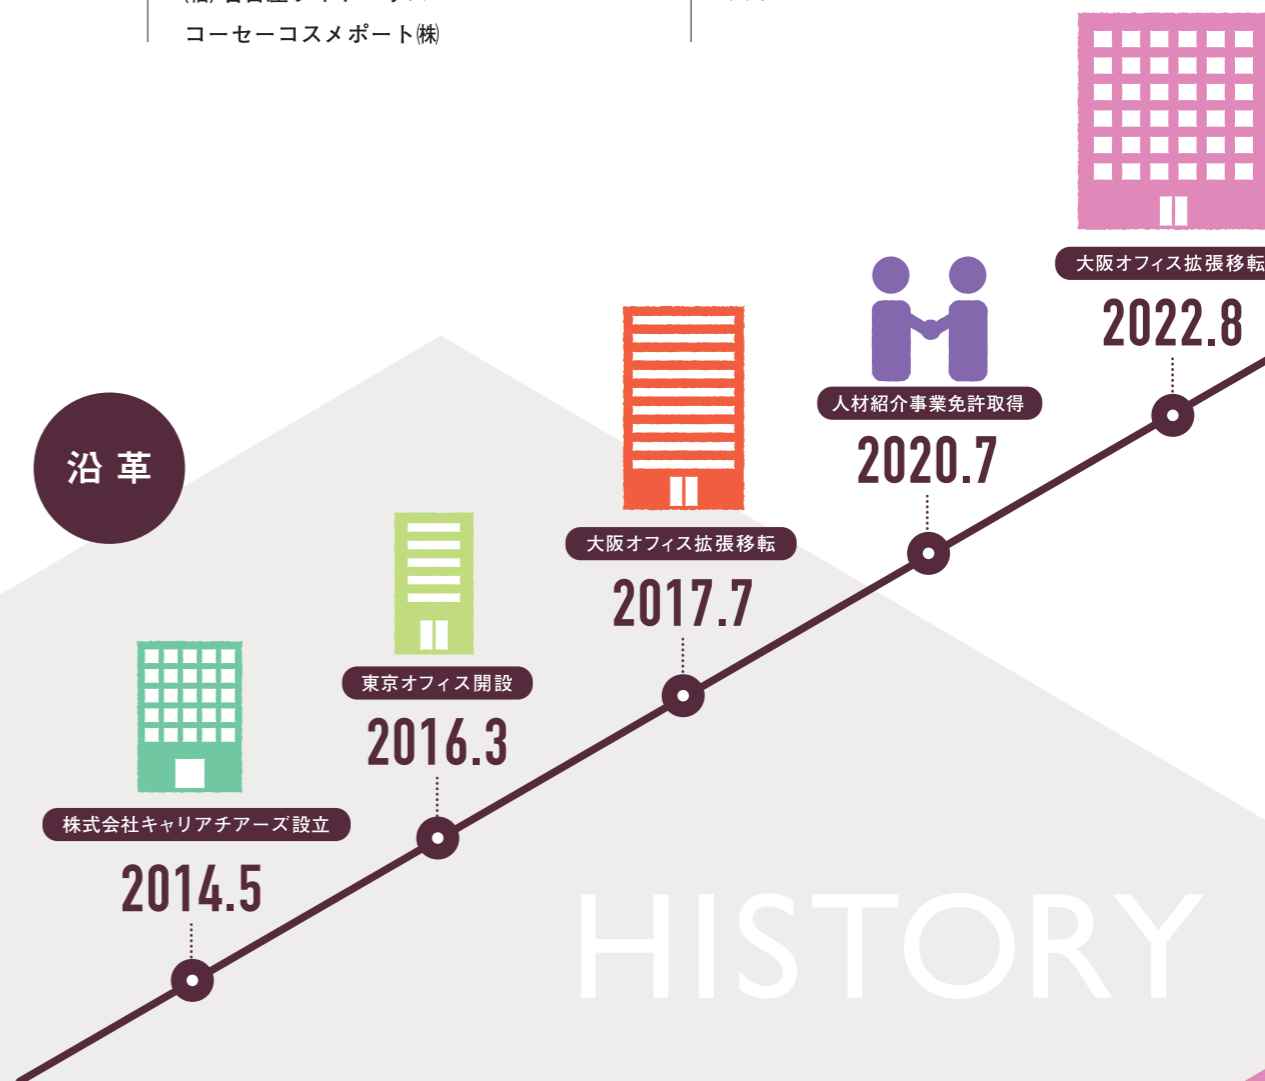 コーセーコスメポート㈱
大阪オフィス拡張移転
2022.8
人材紹介事業免許取得
2020.7
沿革
大阪オフィス拡張移転
2017.7
東京オフィス開設
2016.3
株式会社キャリアチアーズ設立
2014.5
HISTORY